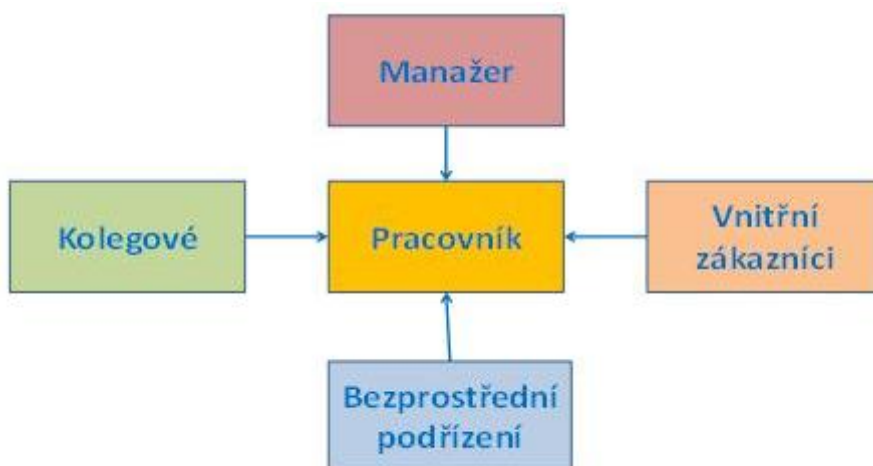 Manažer
Kolegové
Pracovník
Vnitřní
zákazníci
Bezprostřední
podřízení